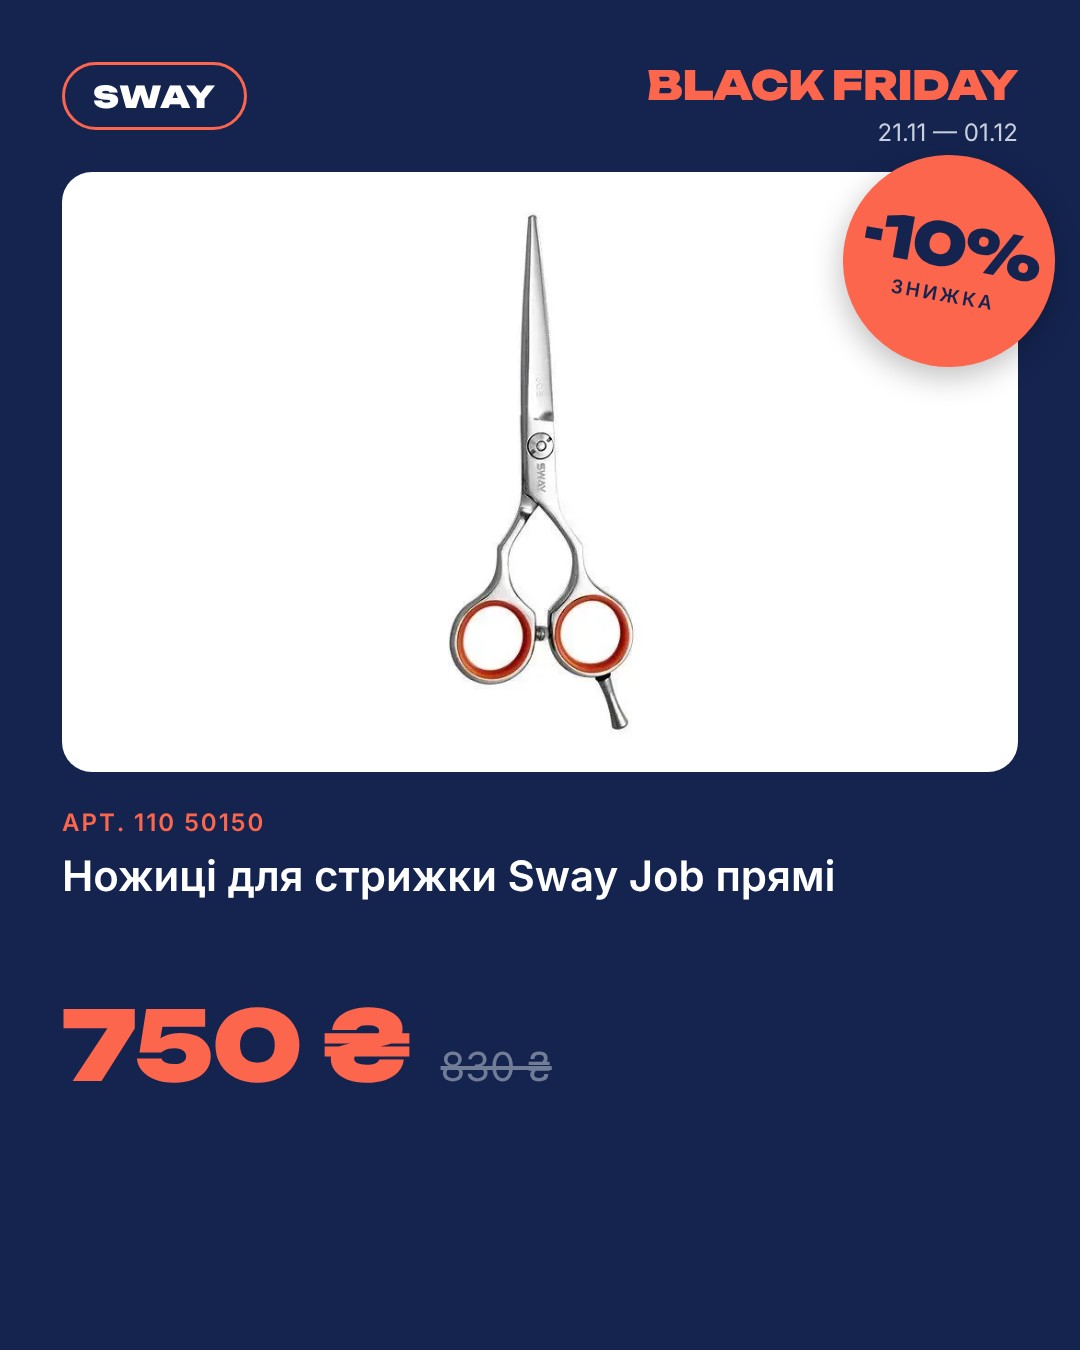 SWAY
BLACK FRIDAY
21.11 — 01.12
-10%
ЗНИЖКА
SWAY
АРТ. 110 50150
Ножиці для стрижки Sway Job прямі
750 ₴
830 ₴